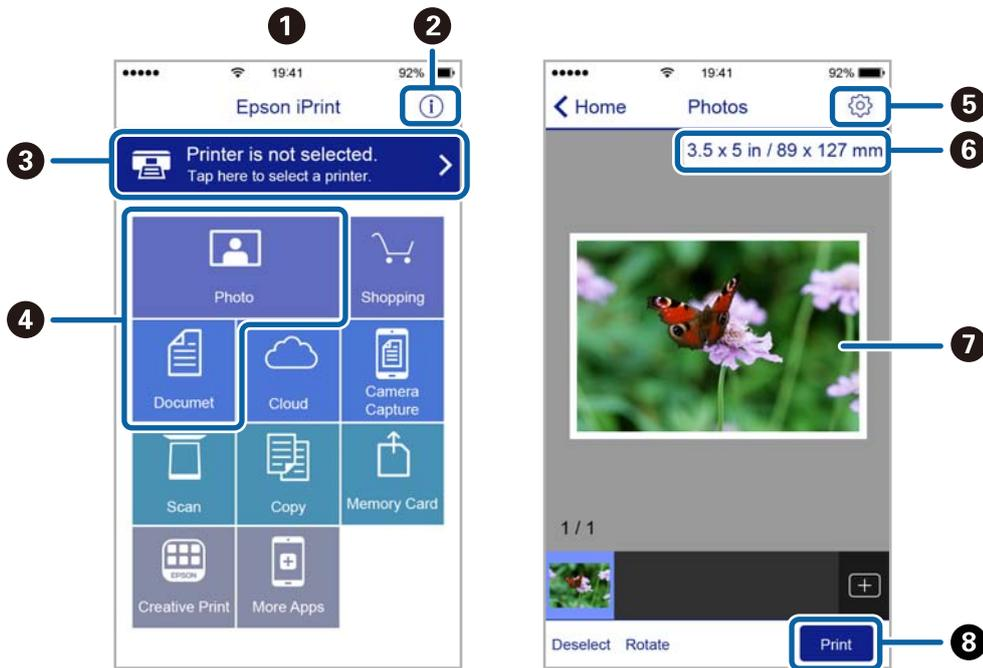 1
2
19:41
92%
Epson iPrint
3
Printer is not selected.
Tap here to select a printer.
4
Photo
Shopping
Documet
Cloud
Camera
Capture
Scan
Copy
Memory Card
EPSON
Creative Print
More Apps
19:41
92%
Home
Photos
5
3.5 x 5 in / 89 x 127 mm
6
7
1 / 1
Deselect
Rotate
Print
8